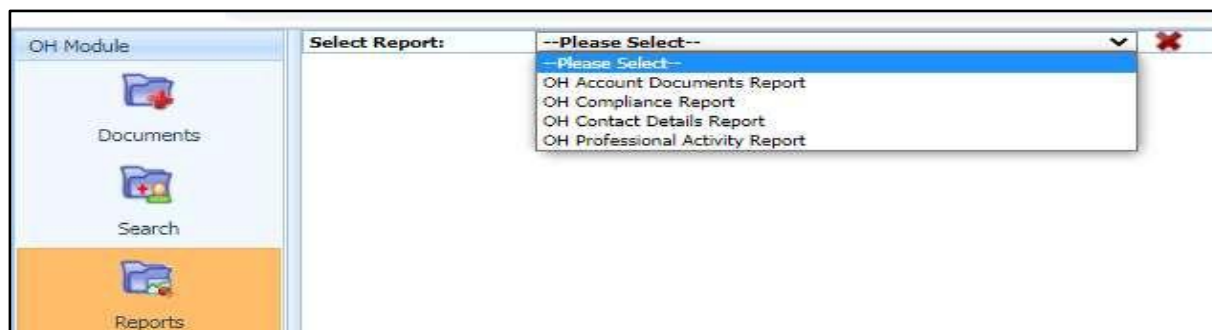 OH Module
Documents
Search
Reports
Select Report: --Please Select--
--Please Select--
OH Account Documents Report
OH Compliance Report
OH Contact Details Report
OH Professional Activity Report